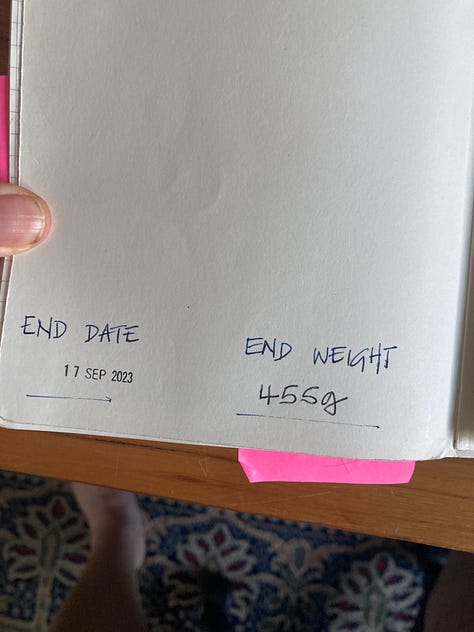 END DATE
17 SEP 2023
END WEIGHT
455g